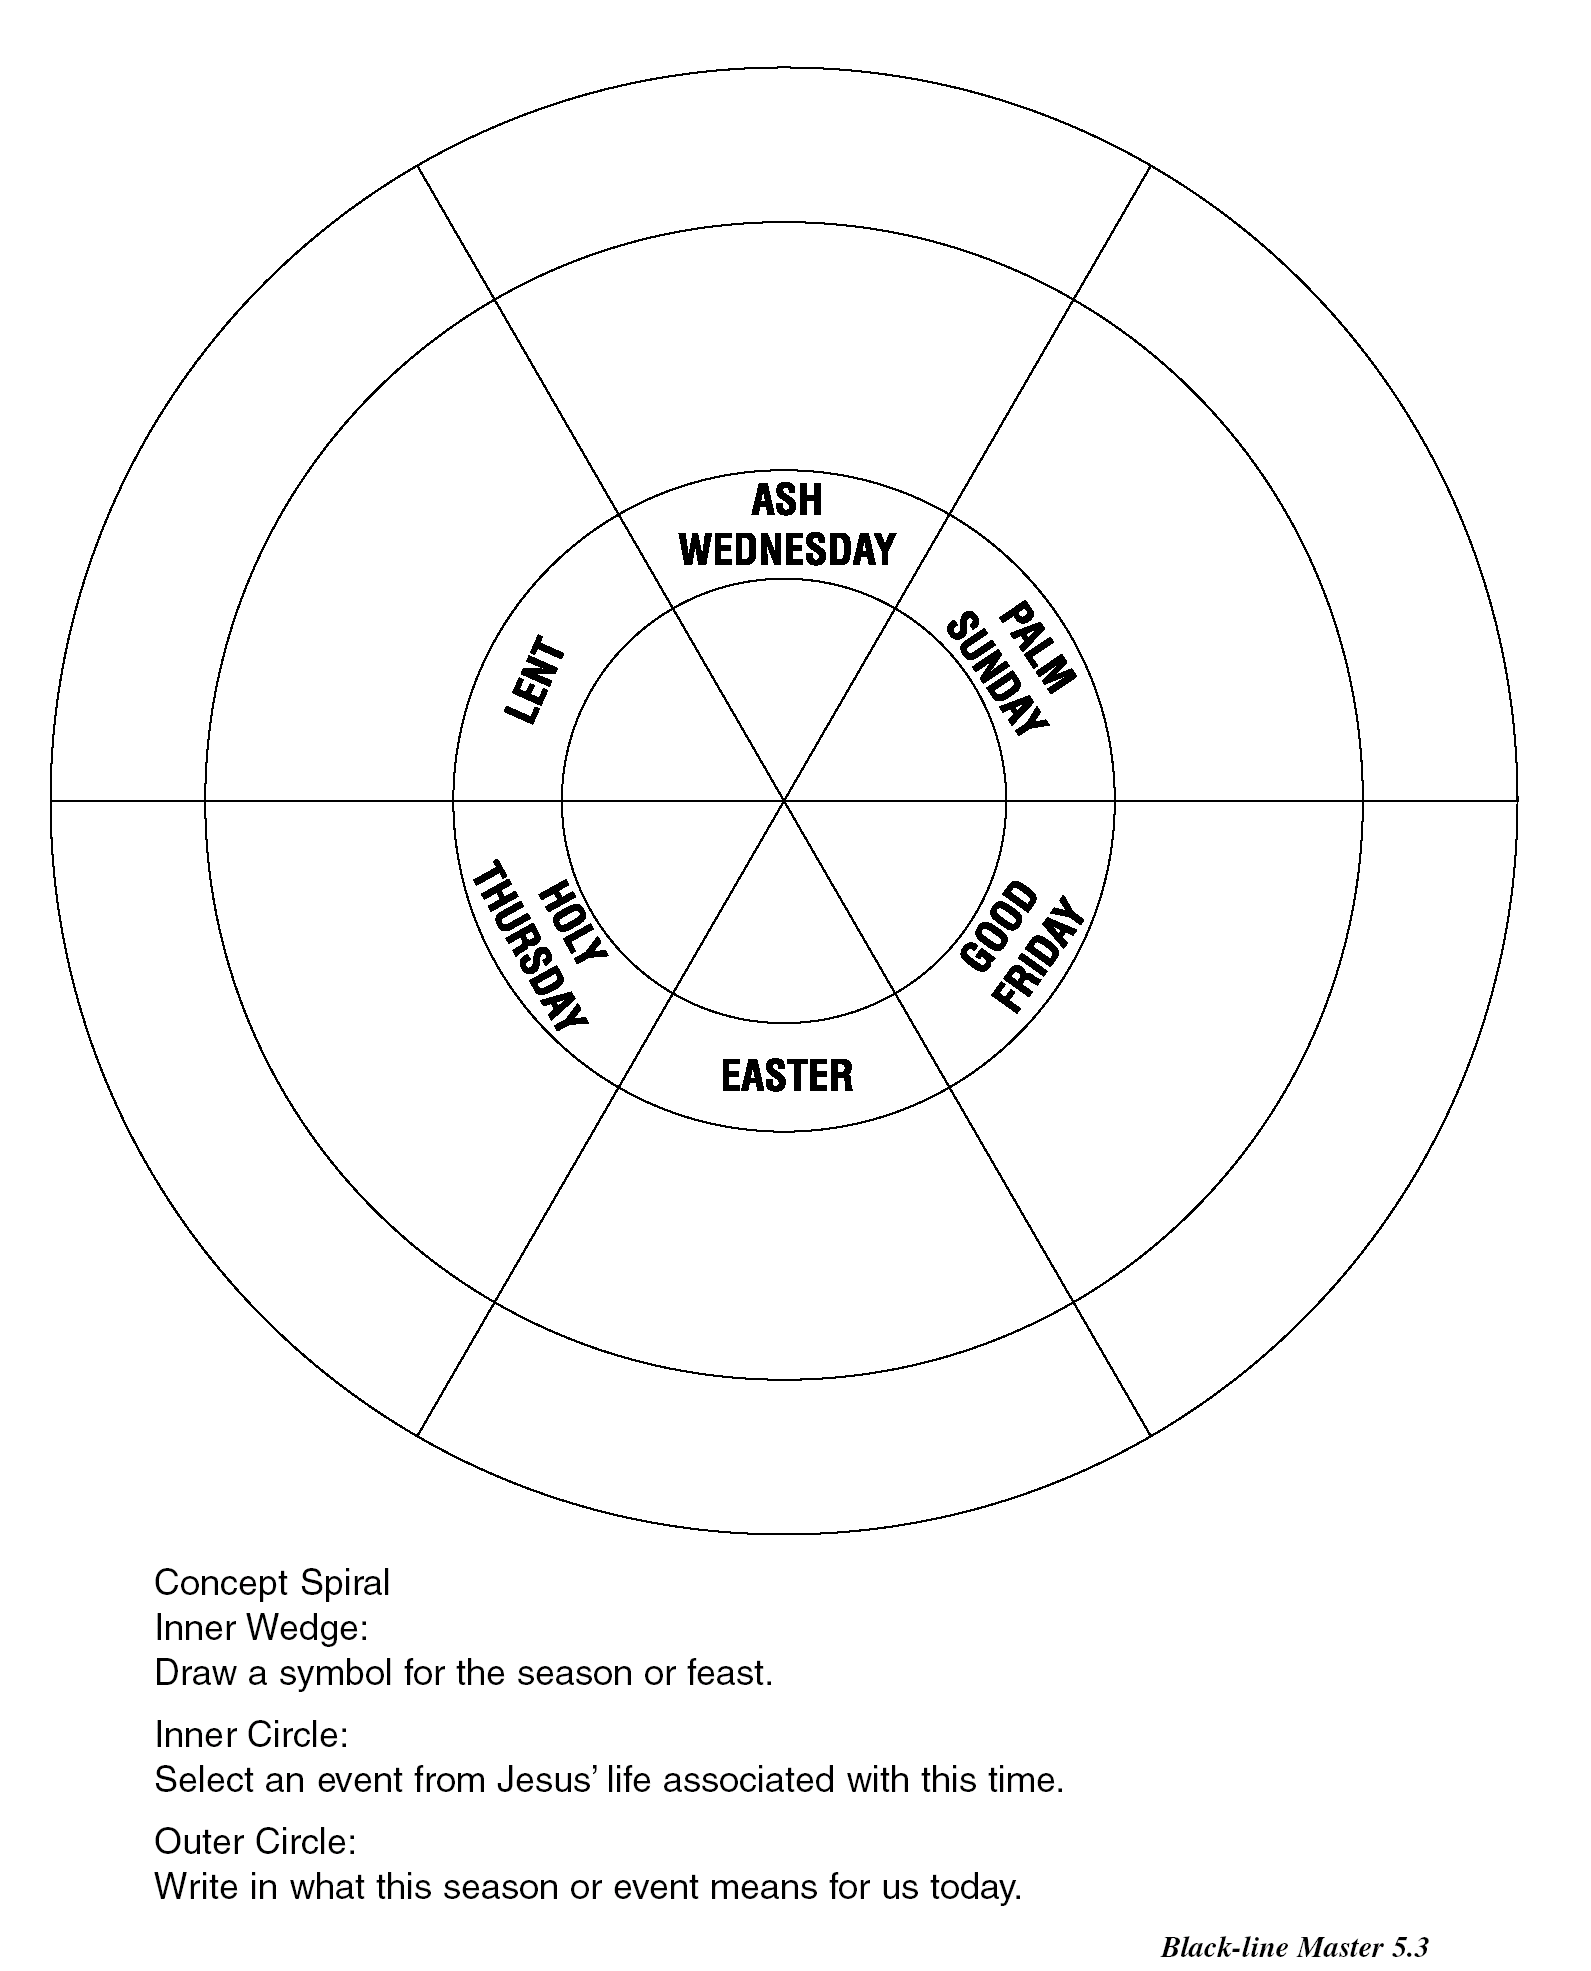 ASH
WEDNESDAY
PALM
SUNDAY
LENT
HOLY
THURSDAY
GOOD
FRIDAY
EASTER
Concept Spiral
Inner Wedge:
Draw a symbol for the season or feast.
Inner Circle:
Select an event from Jesus’ life associated with this time.
Outer Circle:
Write in what this season or event means for us today.
Black-line Master 5.3